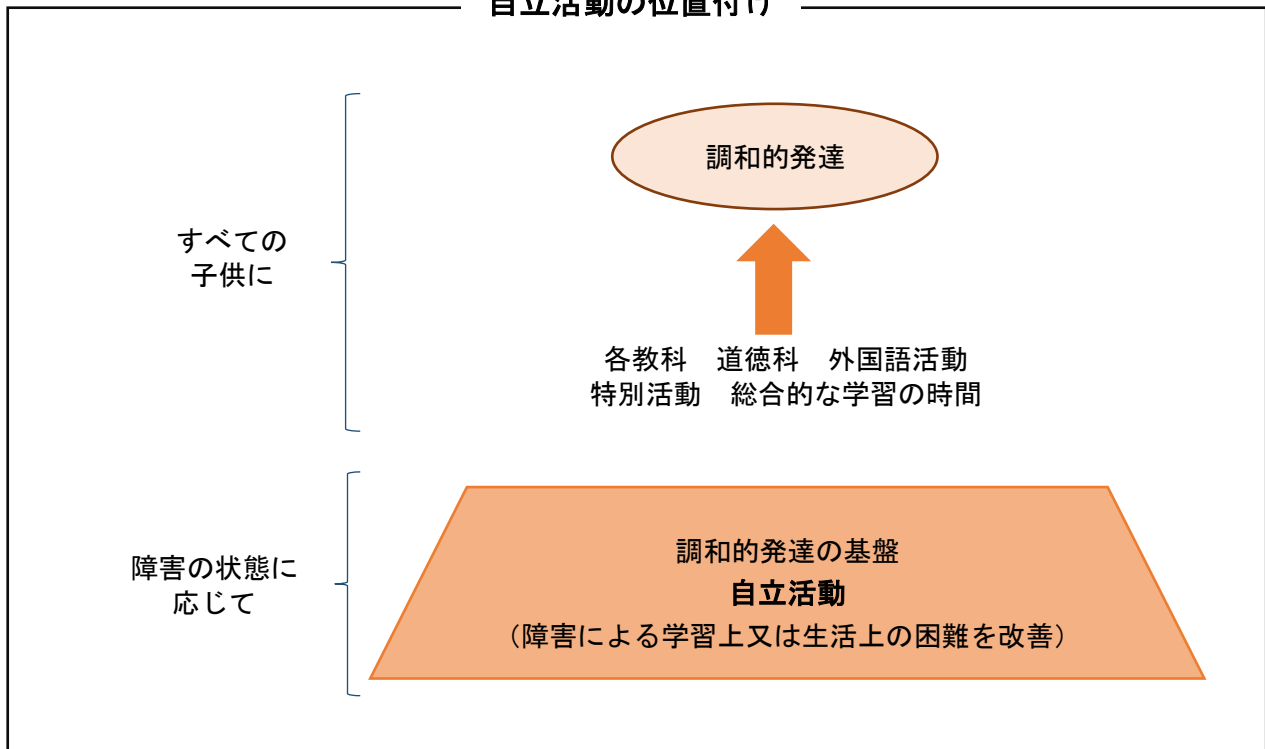 自立活動の位置付け
調和的発達
すべての
子供に
各教科　道徳科　外国語活動
特別活動　総合的な学習の時間
調和的発達の基盤
障害の状態に
応じて
自立活動
（障害による学習上又は生活上の困難を改善）